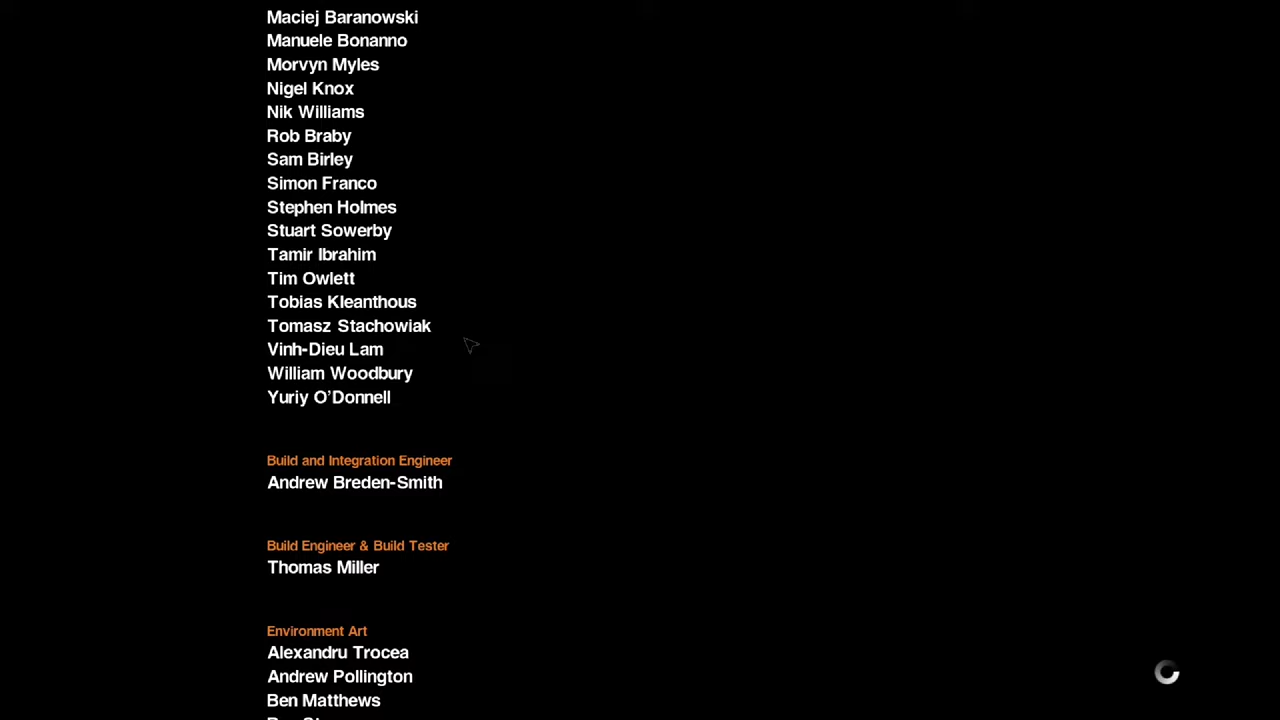 Maciej Baranowski
Manuele Bonanno
Morvyn Myles
Nigel Knox
Nik Williams
Rob Braby
Sam Birley
Simon Franco
Stephen Holmes
Stuart Sowerby
Tamir Ibrahim
Tim Owlett
Tobias Kleanthous
Tomasz Stachowiak
Vinh-Dieu Lam
William Woodbury
Yuriy O’Donnell
Build and Integration Engineer
Andrew Breden-Smith
Build Engineer & Build Tester
Thomas Miller
Environment Art
Alexandru Trocea
Andrew Pollington
Ben Matthews